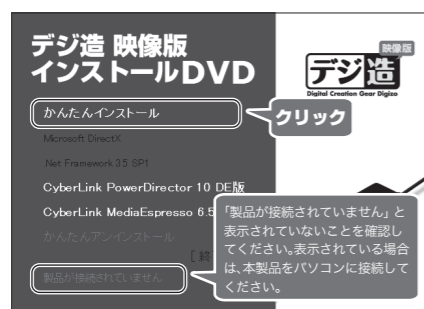 デジ造 映像版
インストールDVD
デジ造
映像版
Digital Creation Gear Digizo
かんたんインストール
クリック
Microsoft DirectX
.Net Framework 3.5 SP1
CyberLink PowerDirector 10 DE版
CyberLink MediaEspresso 6.5
かんたんアンインストール
[ 終
製品が接続されていません
「製品が接続されていません」と
表示されていないことを確認し
てください。表示されている場合
は、本製品をパソコンに接続して
ください。